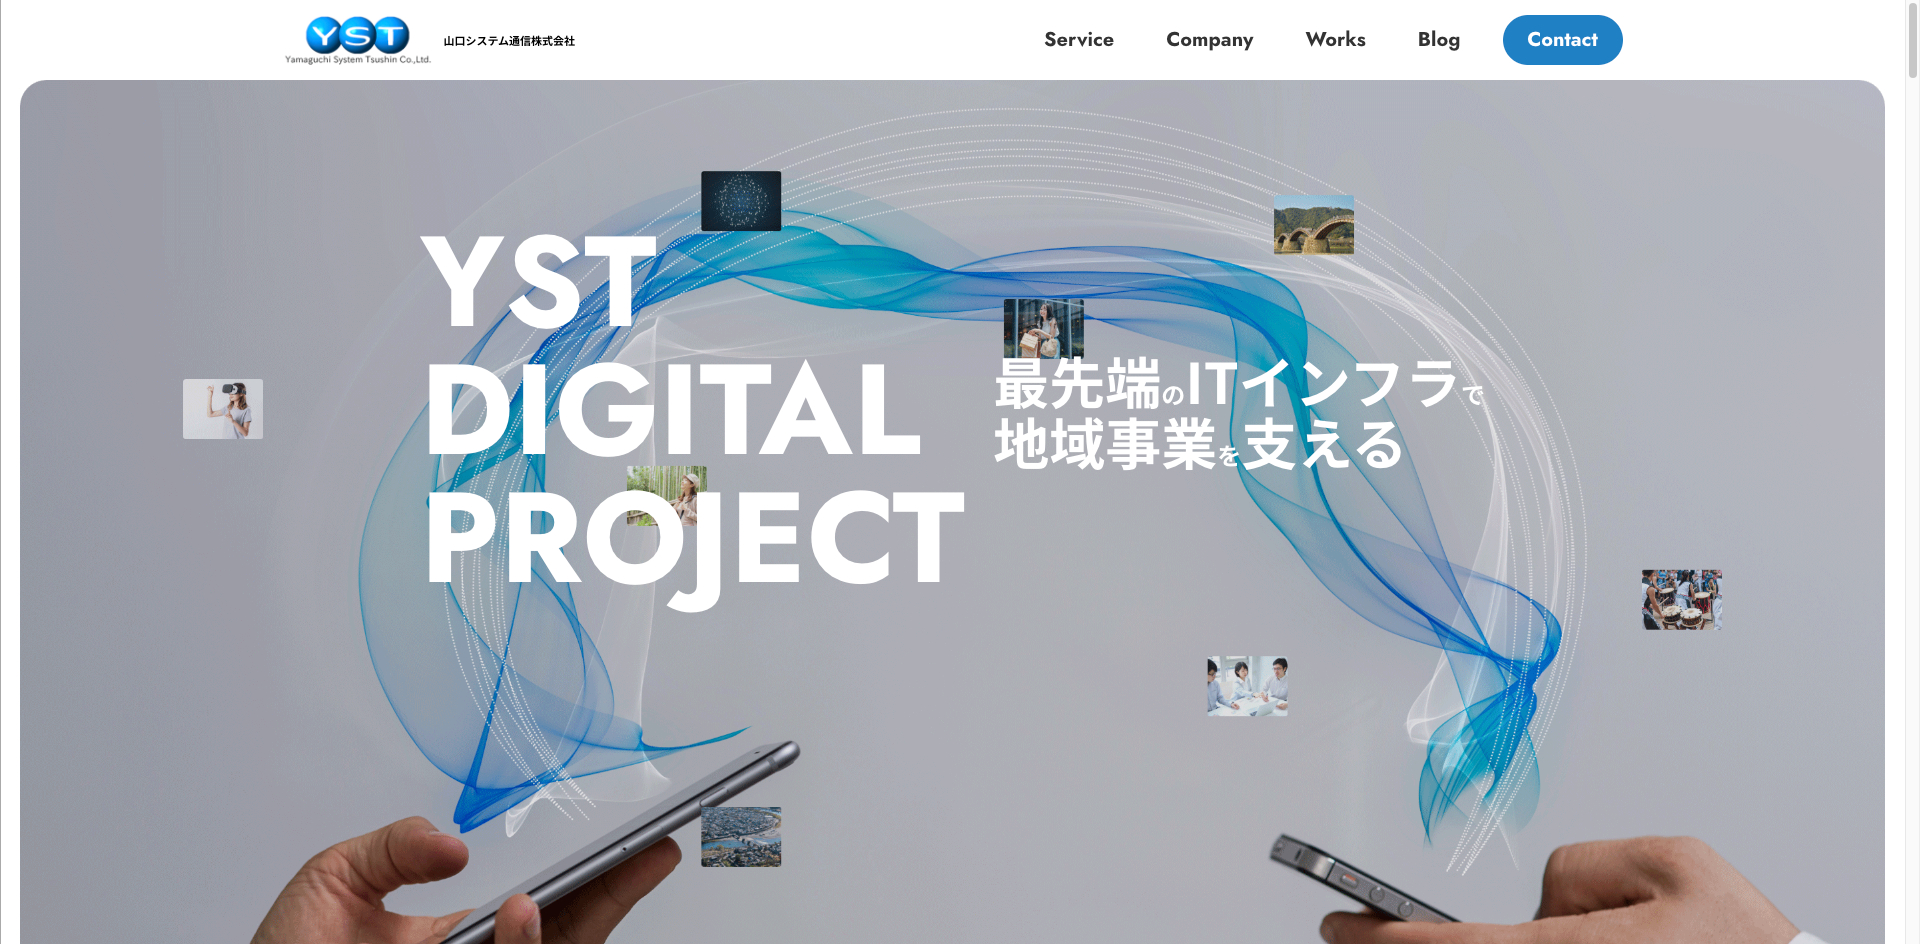 YST
Yamaguchi System Tsushin Co.,Ltd.
山口システム通信株式会社
Service
Company
Works
Blog
Contact
YST
DIGITAL
PROJECT
最先端のITインフラで
地域事業を支える